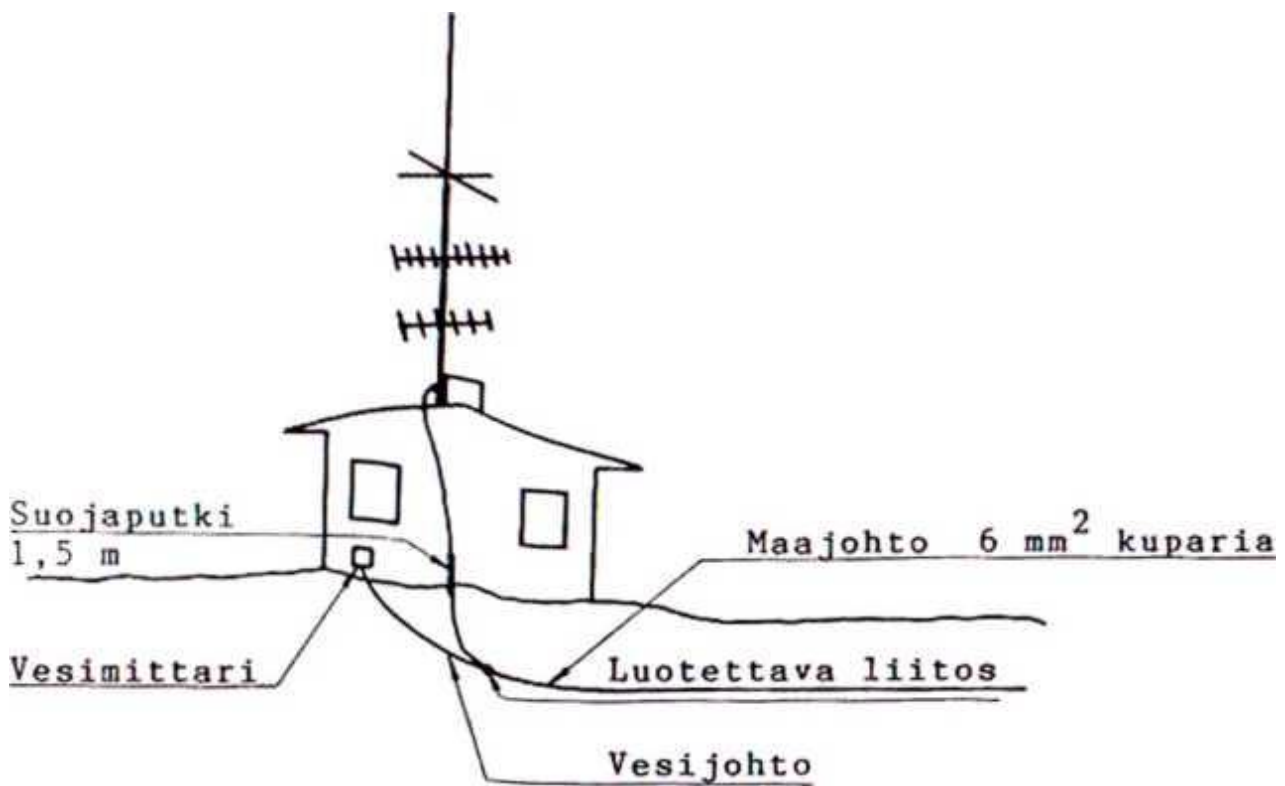 Suojaputki
1,5 m
Maajohto 6 mm² kuparia
Vesimittari
Luotettava liitos
Vesijohto